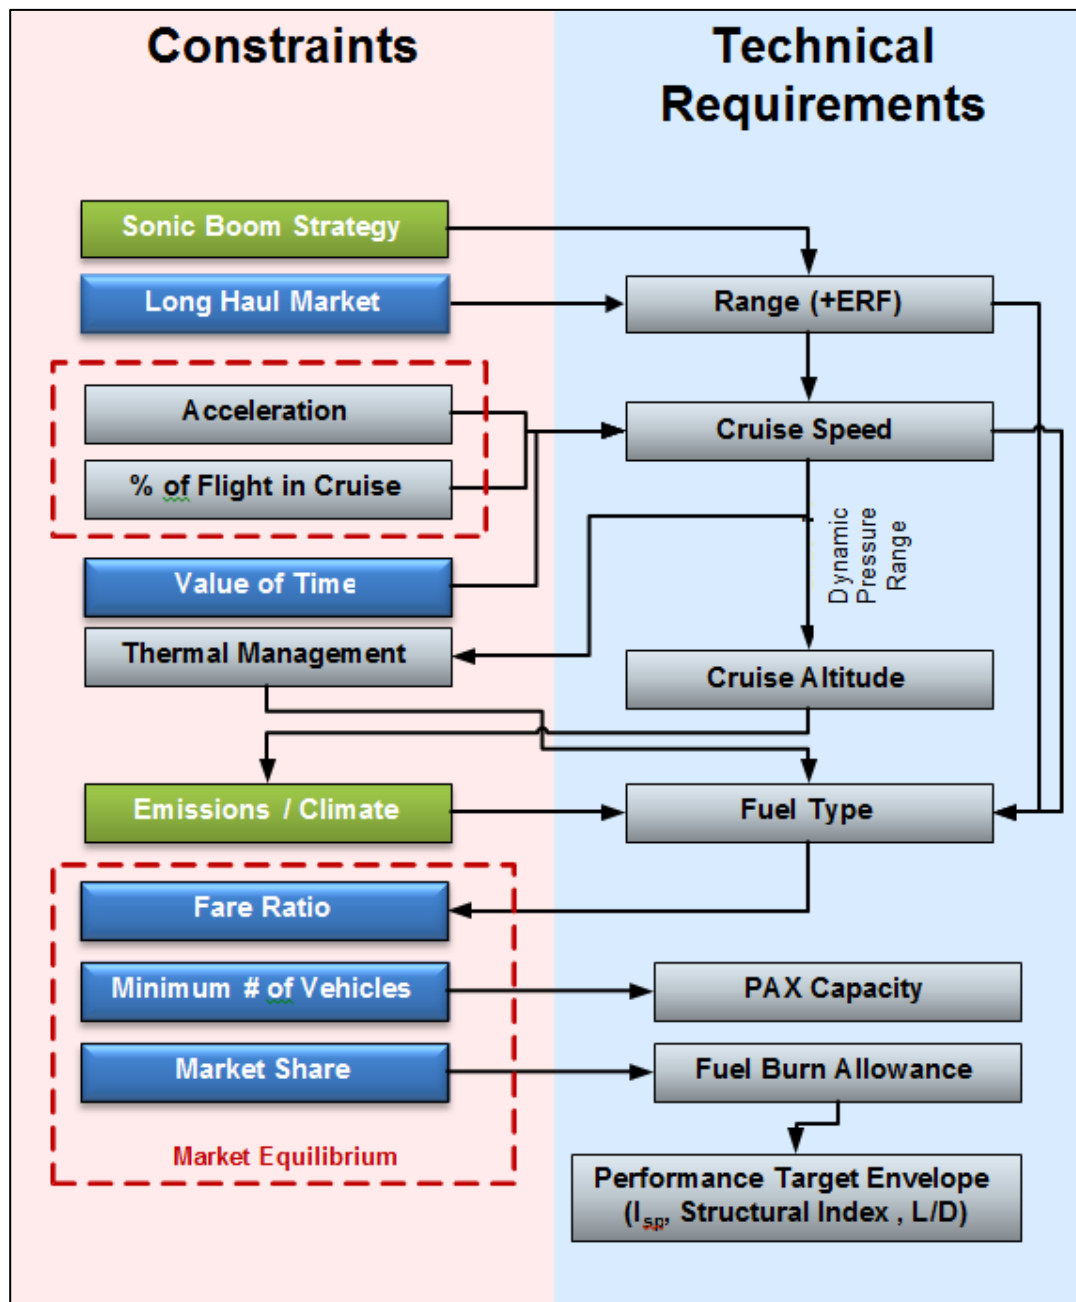 Constraints
Technical
Requirements
Sonic Boom Strategy
Long Haul Market
Range (+ERF)
Acceleration
Cruise Speed
% of Flight in Cruise
Dynamic
Pressure
Range
Value of Time
Thermal Management
Cruise Altitude
Emissions / Climate
Fuel Type
Fare Ratio
Minimum # of Vehicles
PAX Capacity
Market Share
Fuel Burn Allowance
Market Equilibrium
Performance Target Envelope
(Isp, Structural Index , L/D)